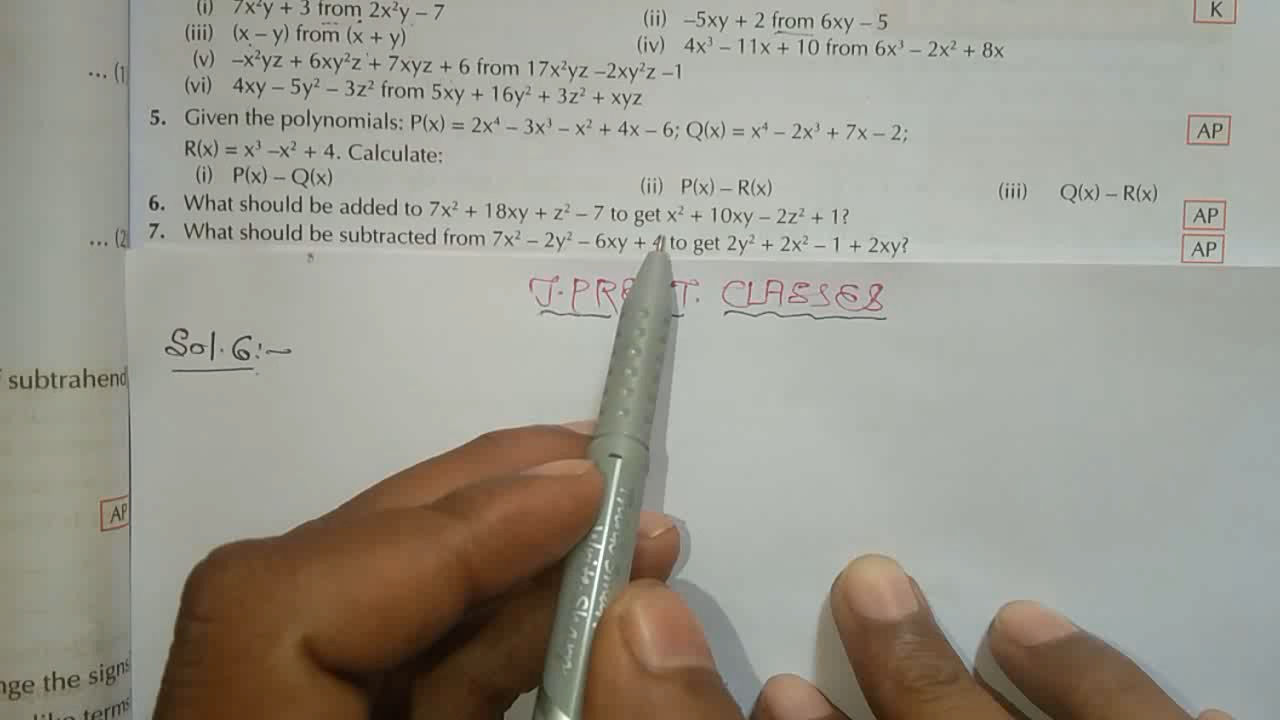 (i) 7x²y + 3 from 2x²y – 7
(ii) –5xy + 2 from 6xy – 5
K
(iii) (x – y) from (x + y)
(iv) 4x³ – 11x + 10 from 6x³ – 2x² + 8x
(v) –x²yz + 6xy²z + 7xyz + 6 from 17x²yz –2xy²z –1
... (1)
(vi) 4xy – 5y² – 3z² from 5xy + 16y² + 3z² + xyz
5. Given the polynomials: P(x) = 2x⁴ – 3x³ – x² + 4x – 6; Q(x) = x⁴ – 2x³ + 7x – 2;
AP
R(x) = x³ –x² + 4. Calculate:
(i) P(x) – Q(x)
(ii) P(x) – R(x)
(iii) Q(x) – R(x)
6. What should be added to 7x² + 18xy + z² – 7 to get x² + 10xy – 2z² + 1?
AP
... (2
7. What should be subtracted from 7x² – 2y² – 6xy + 4 to get 2y² + 2x² – 1 + 2xy?
AP
CLASSES
Sol.6:–
subtrahend
AP
the signs
terms